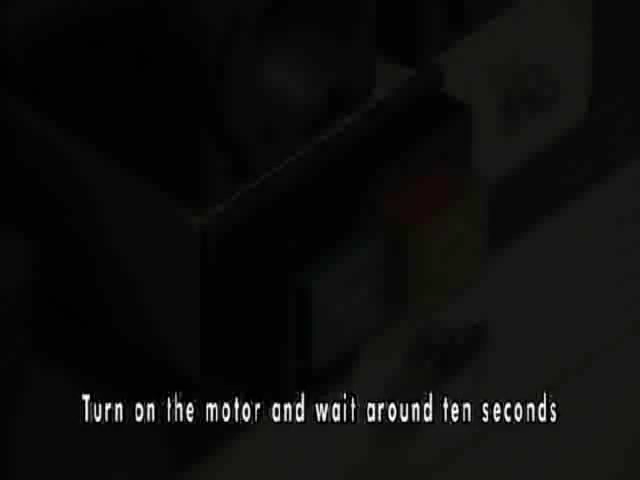 Turn on the motor and wait around ten seconds